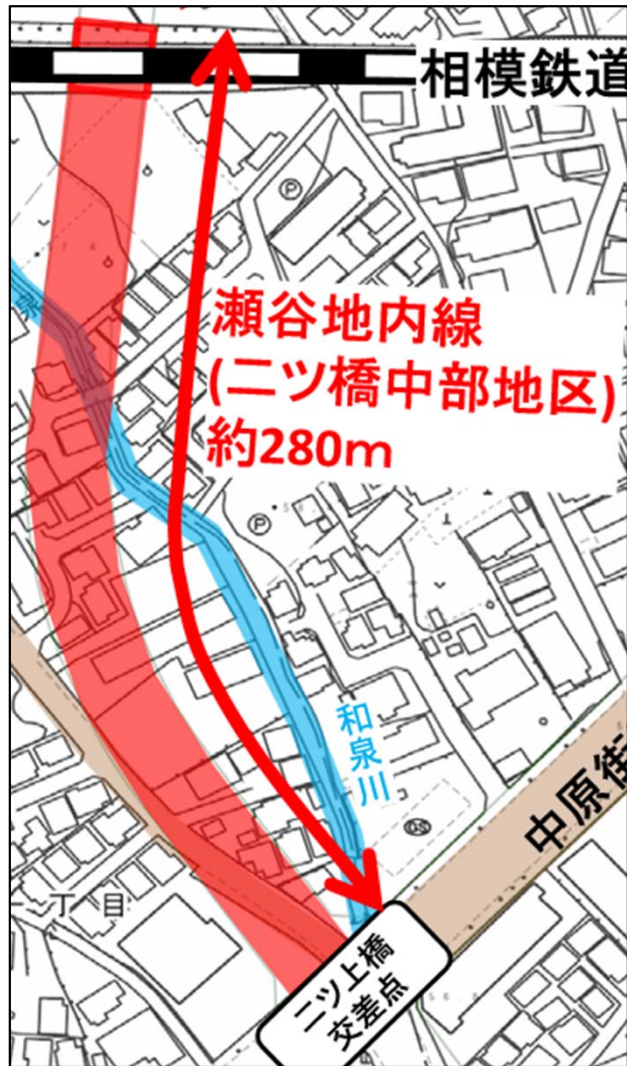 相模鉄道
瀬谷地内線
(二ツ橋中部地区)
約280m
和泉川
中原街
一丁目
二ツ上橋
交差点